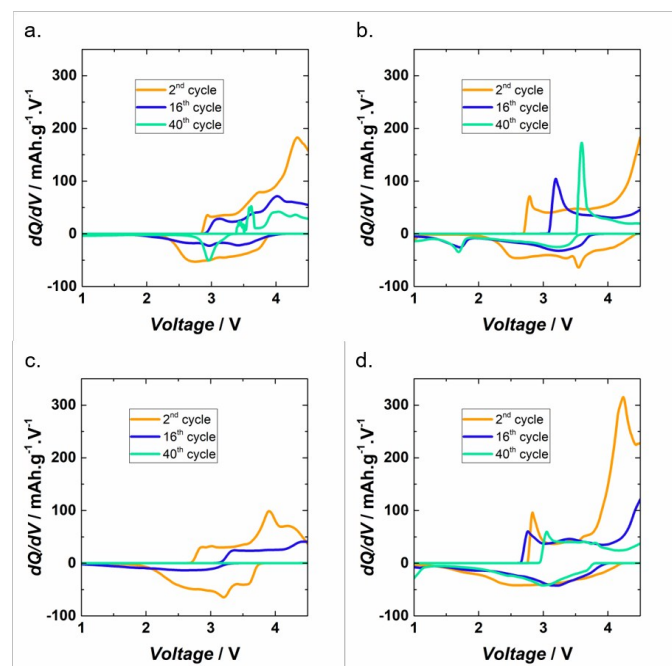 a.
dQ/dV / mAh.g⁻¹.V⁻¹
300
200
100
0
-100
2ⁿᵈ cycle
16ᵗʰ cycle
40ᵗʰ cycle
1 2 3 4
Voltage / V
b.
dQ/dV / mAh.g⁻¹.V⁻¹
300
200
100
0
-100
2ⁿᵈ cycle
16ᵗʰ cycle
40ᵗʰ cycle
1 2 3 4
Voltage / V
c.
dQ/dV / mAh.g⁻¹.V⁻¹
300
200
100
0
-100
2ⁿᵈ cycle
16ᵗʰ cycle
40ᵗʰ cycle
1 2 3 4
Voltage / V
d.
dQ/dV / mAh.g⁻¹.V⁻¹
300
200
100
0
-100
2ⁿᵈ cycle
16ᵗʰ cycle
40ᵗʰ cycle
1 2 3 4
Voltage / V